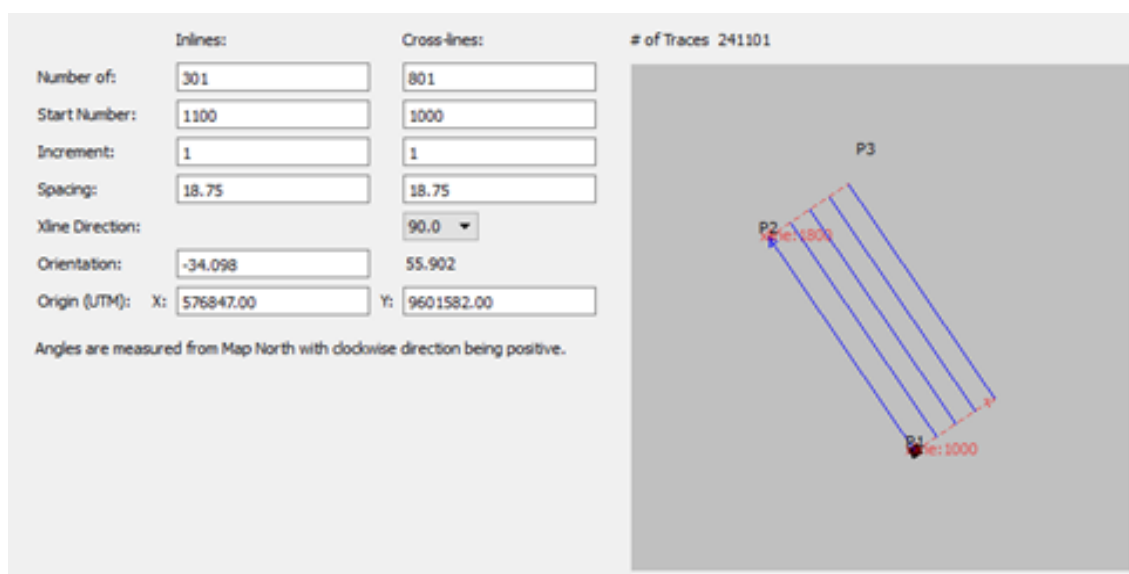 Inlines: Cross-lines: # of Traces 241101
Number of: 301 801
Start Number: 1100 1000
Increment: 1 1
Spacing: 18.75 18.75
Xline Direction: 90.0
Orientation: -34.098 55.902
Origin (UTM): X: 576847.00 Y: 9601582.00
Angles are measured from Map North with clockwise direction being positive.
P3
P2
1800
P1
1000